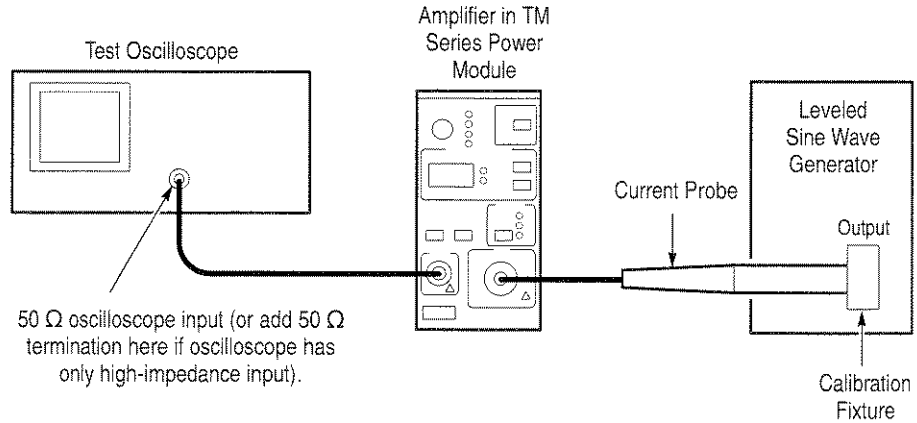 Amplifier in TM
Series Power
Module
Test Oscilloscope
Leveled
Sine Wave
Generator
Current Probe
Output
50 Ω oscilloscope input (or add 50 Ω
termination here if oscilloscope has
only high-impedance input).
Calibration
Fixture